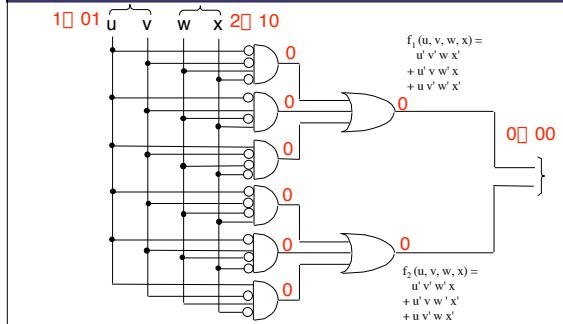 1 01 u v w x 2 10
0
0
0
0
0
0
0
0
f1 (u, v, w, x) =
u' v' w x'
+ u' v w' x
+ u v' w' x'
0 00
f2 (u, v, w, x) =
u' v' w' x
+ u' v w ' x'
+ u v' w x'